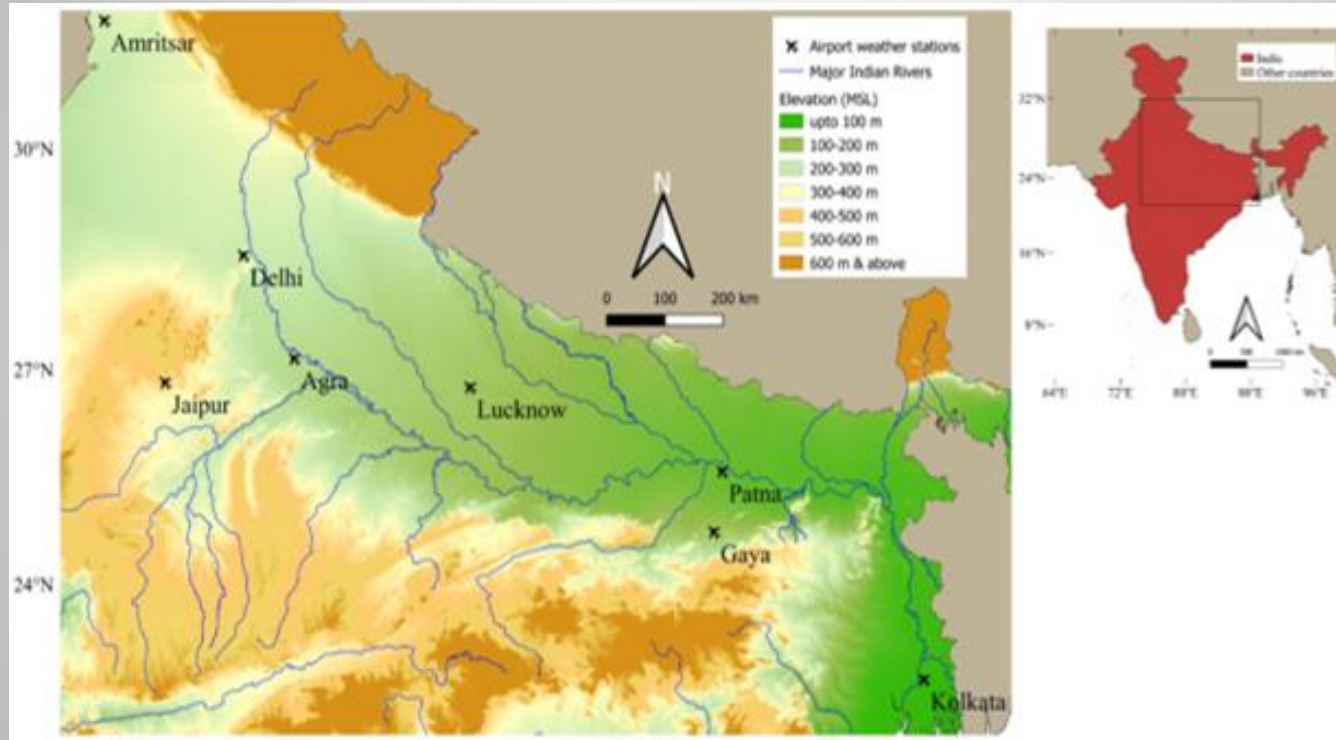 Amritsar
30°N
Delhi
27°N
Jaipur
Agra
Lucknow
Patna
Gaya
24°N
Kolkata
N
0 100 200 km
Airport weather stations
Major Indian Rivers
Elevation (MSL)
upto 100 m
100-200 m
200-300 m
300-400 m
400-500 m
500-600 m
600 m & above
India
Other countries
32°N
24°N
16°N
8°N
64°E 72°E 96°E
0